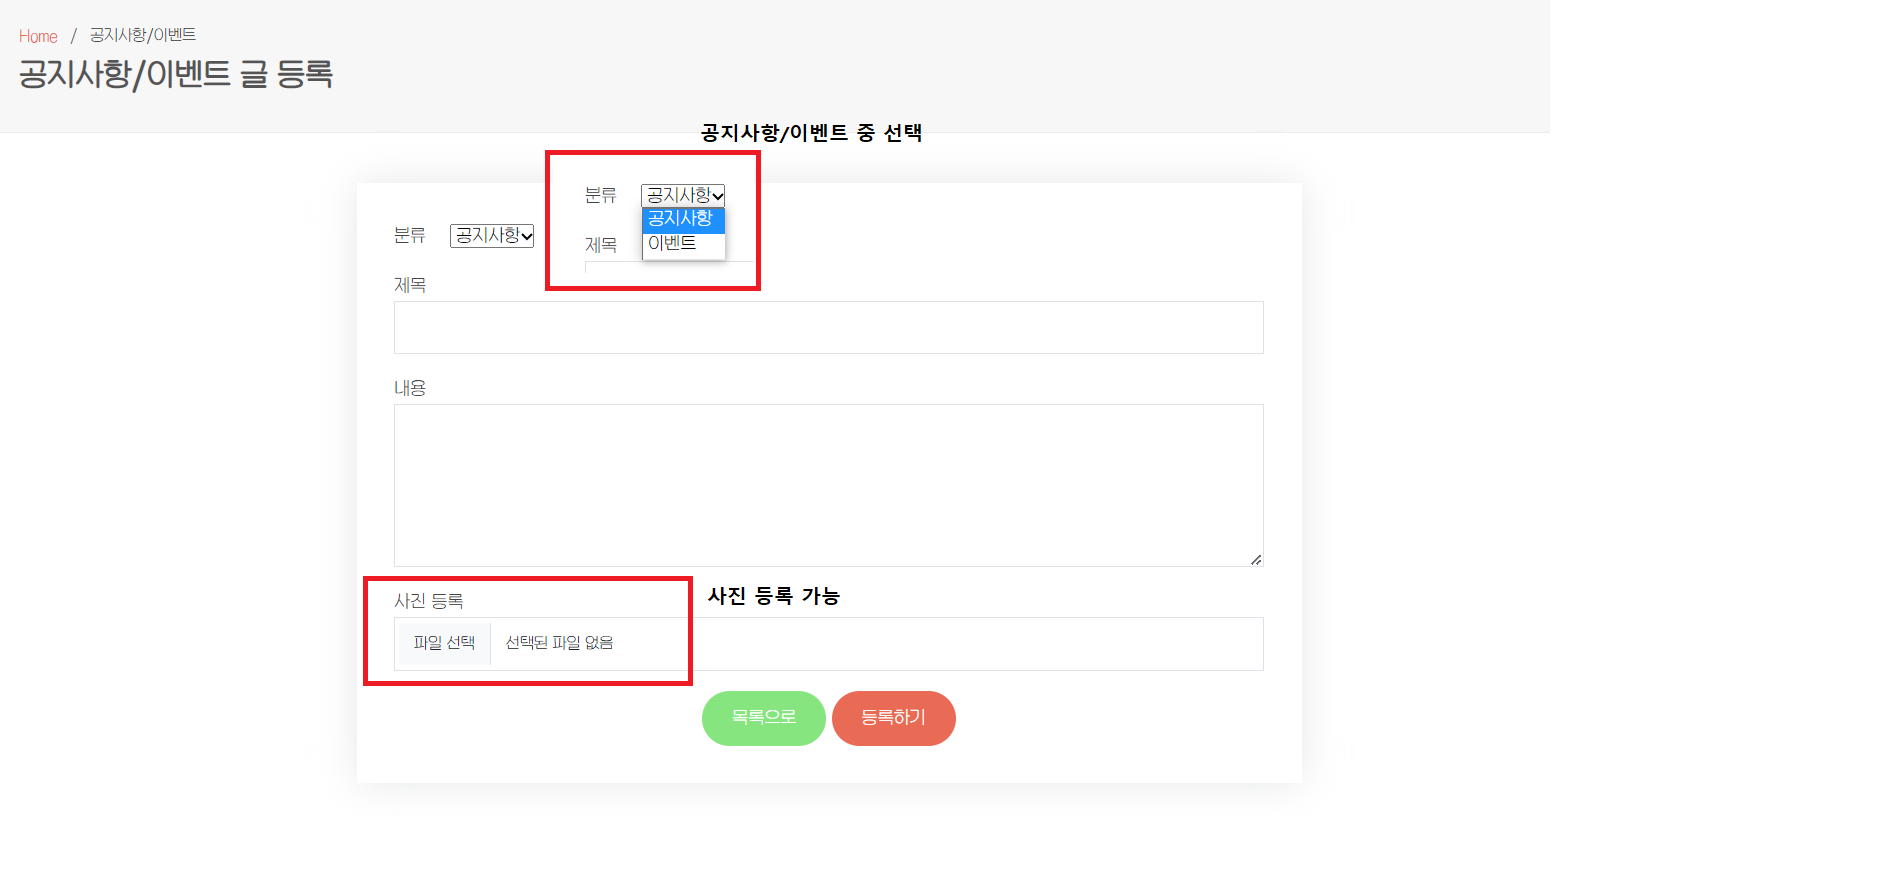 Home / 공지사항/이벤트
공지사항/이벤트 글 등록
공지사항/이벤트 중 선택
분류 공지사항
공지사항
이벤트
제목
분류 공지사항
제목
내용
사진 등록
사진 등록 가능
파일 선택 선택된 파일 없음
목록으로 등록하기